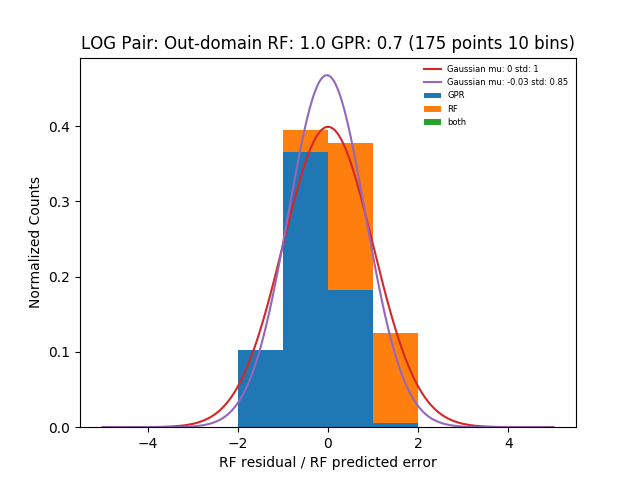 LOG Pair: Out-domain RF: 1.0 GPR: 0.7 (175 points 10 bins)
Gaussian mu: 0 std: 1
Gaussian mu: -0.03 std: 0.85
GPR
RF
both
Normalized Counts
0.4
0.3
0.2
0.1
0.0
−4 −2 0 2 4
RF residual / RF predicted error